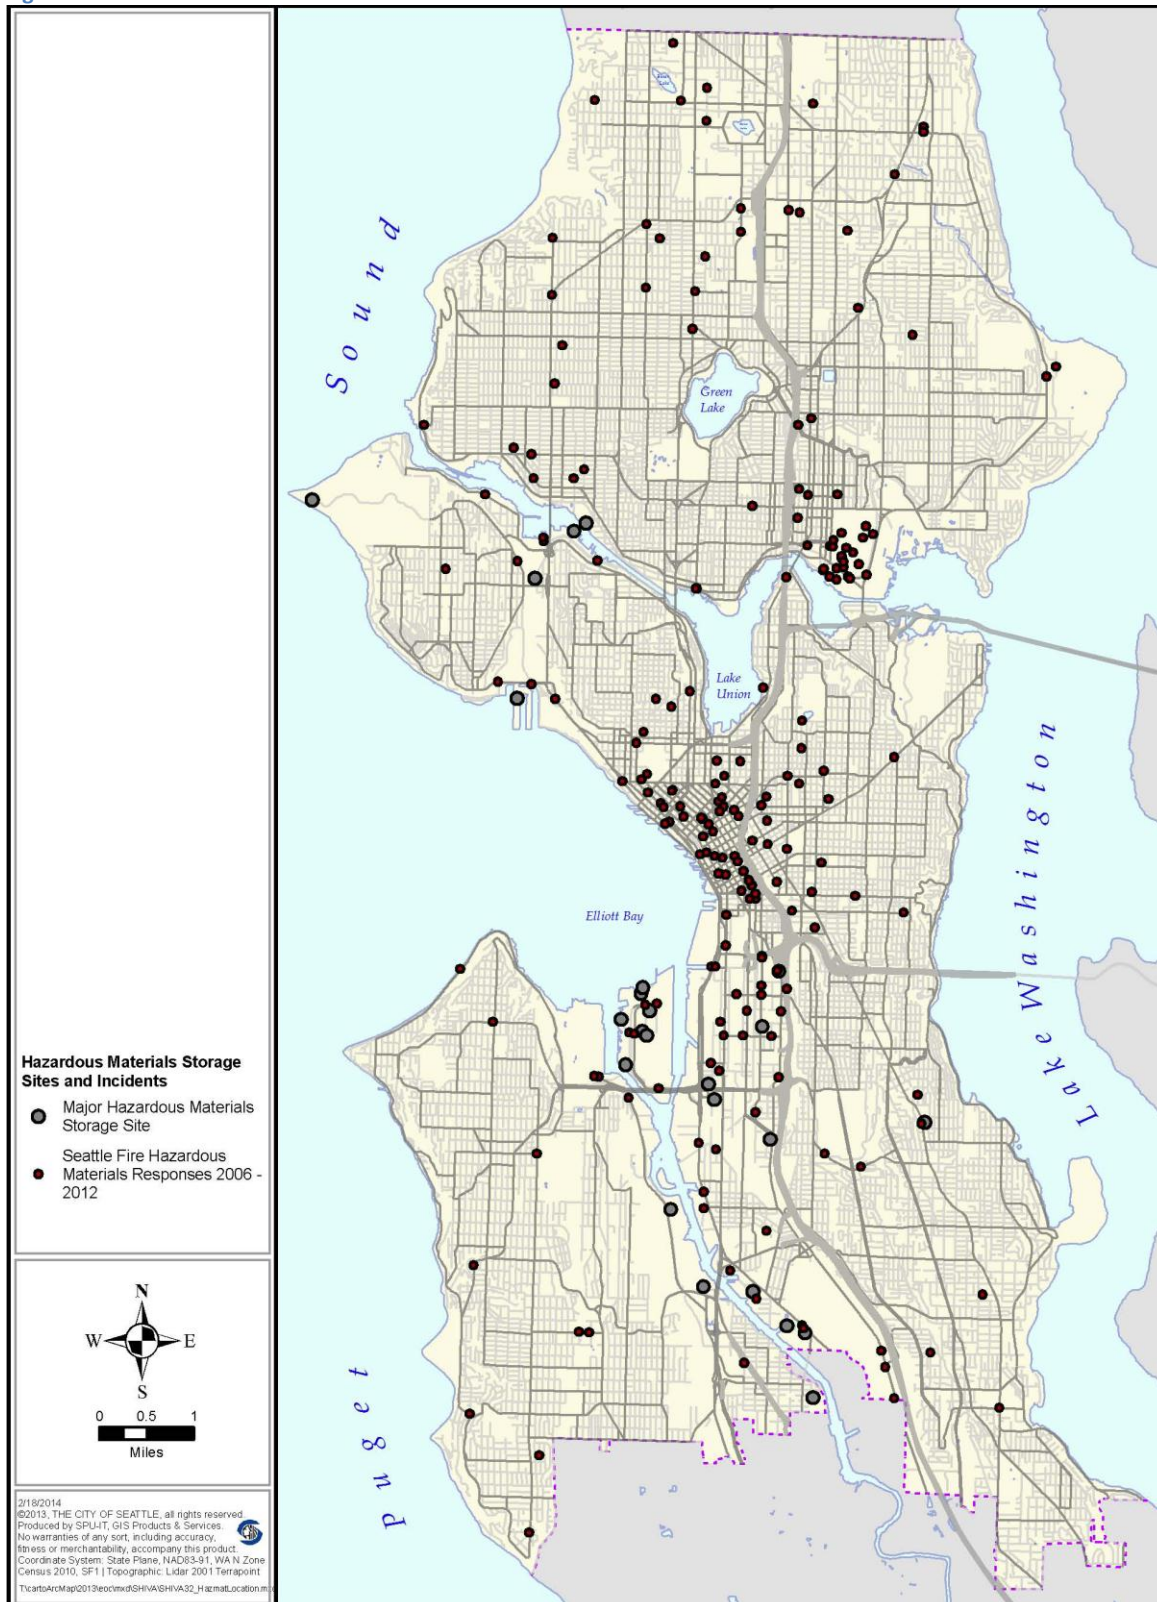 Hazardous Materials Storage
Sites and Incidents
Major Hazardous Materials
Storage Site
Seattle Fire Hazardous
Materials Responses 2006 -
2012
N
W E
S
0 0.5 1
Miles
2/18/2014
©2013, THE CITY OF SEATTLE, all rights reserved.
Produced by SPU-IT, GIS Products & Services.
No warranties of any sort, including accuracy,
fitness or merchantability, accompany this product.
Coordinate System: State Plane, NAD83-91, WA N Zone
Census 2010, SF1 | Topographic: Lidar 2001 Terrapoint
Puget Sound
Green
Lake
Lake
Union
Elliott Bay
Lake Washington